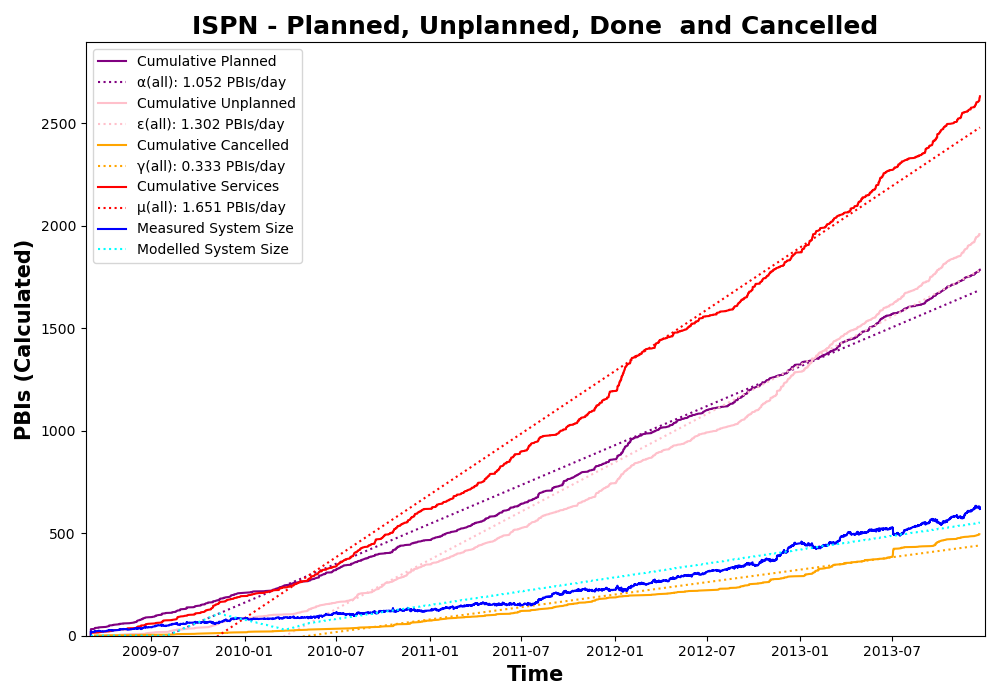 ISPN - Planned, Unplanned, Done  and Cancelled
Cumulative Planned
α(all): 1.052 PBIs/day
Cumulative Unplanned
ε(all): 1.302 PBIs/day
Cumulative Cancelled
γ(all): 0.333 PBIs/day
Cumulative Services
μ(all): 1.651 PBIs/day
Measured System Size
Modelled System Size
PBIs (Calculated)
2500
2000
1500
1000
500
0
2009-07 2010-01 2010-07 2011-01 2011-07 2012-01 2012-07 2013-01 2013-07
Time